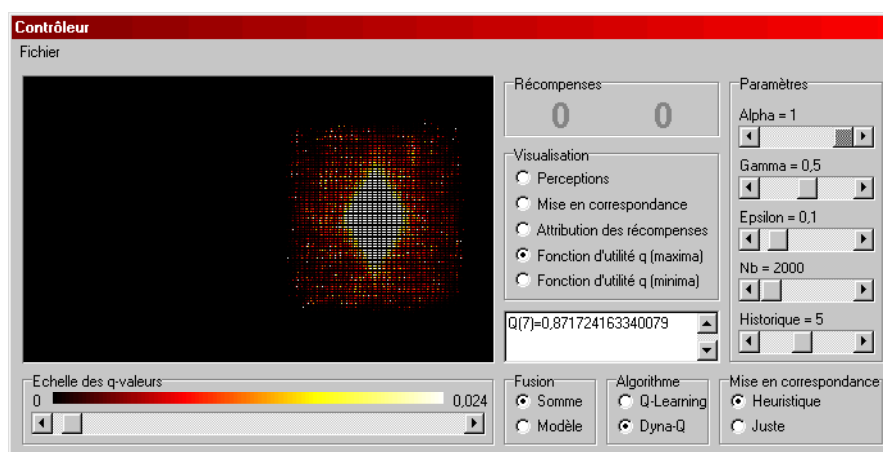 Contrôleur
Fichier
Récompenses
0 0
Visualisation
Perceptions
Mise en correspondance
Attribution des récompenses
Fonction d'utilité q (maxima)
Fonction d'utilité q (minima)
Q(7)=0,871724163340079
Paramètres
Alpha = 1
Gamma = 0,5
Epsilon = 0,1
Nb = 2000
Historique = 5
Echelle des q-valeurs
0 0,024
Fusion
Somme
Modèle
Algorithme
Q-Learning
Dyna-Q
Mise en correspondance
Heuristique
Juste